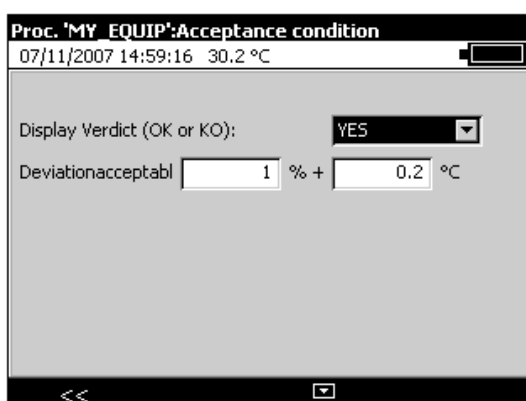 Proc. 'MY_EQUIP':Acceptance condition
07/11/2007 14:59:16 30.2 °C
Display Verdict (OK or KO): YES
Deviationacceptabl 1 % + 0.2 °C
<<